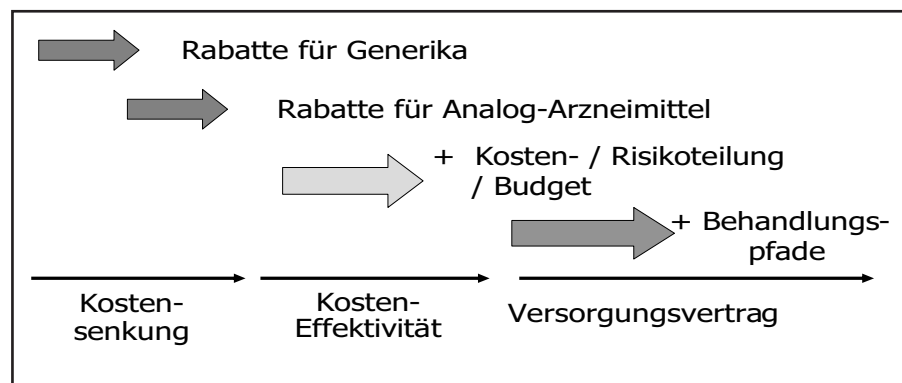 Rabatte für Generika
Rabatte für Analog-Arzneimittel
+ Kosten- / Risikoteilung
/ Budget
+ Behandlungs-
pfade
Kosten-
senkung
Kosten-
Effektivität
Versorgungsvertrag